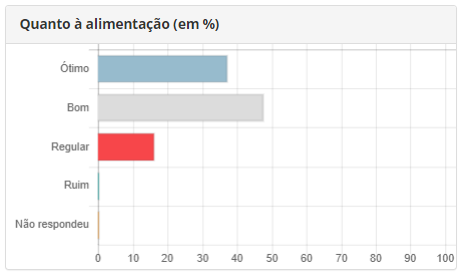 Quanto à alimentação (em %)
Ótimo
Bom
Regular
Ruim
Não respondeu
0 10 20 30 40 50 60 70 80 90 100